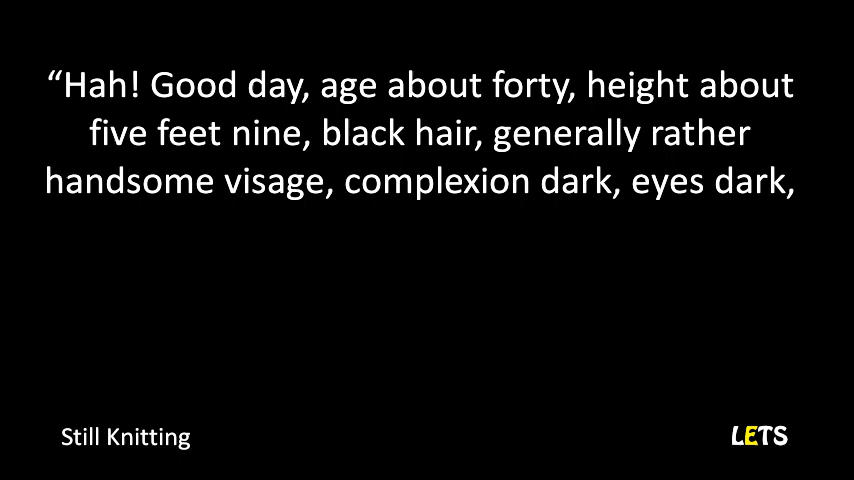 “Hah! Good day, age about forty, height about
five feet nine, black hair, generally rather
handsome visage, complexion dark, eyes dark,
Still Knitting
LETS